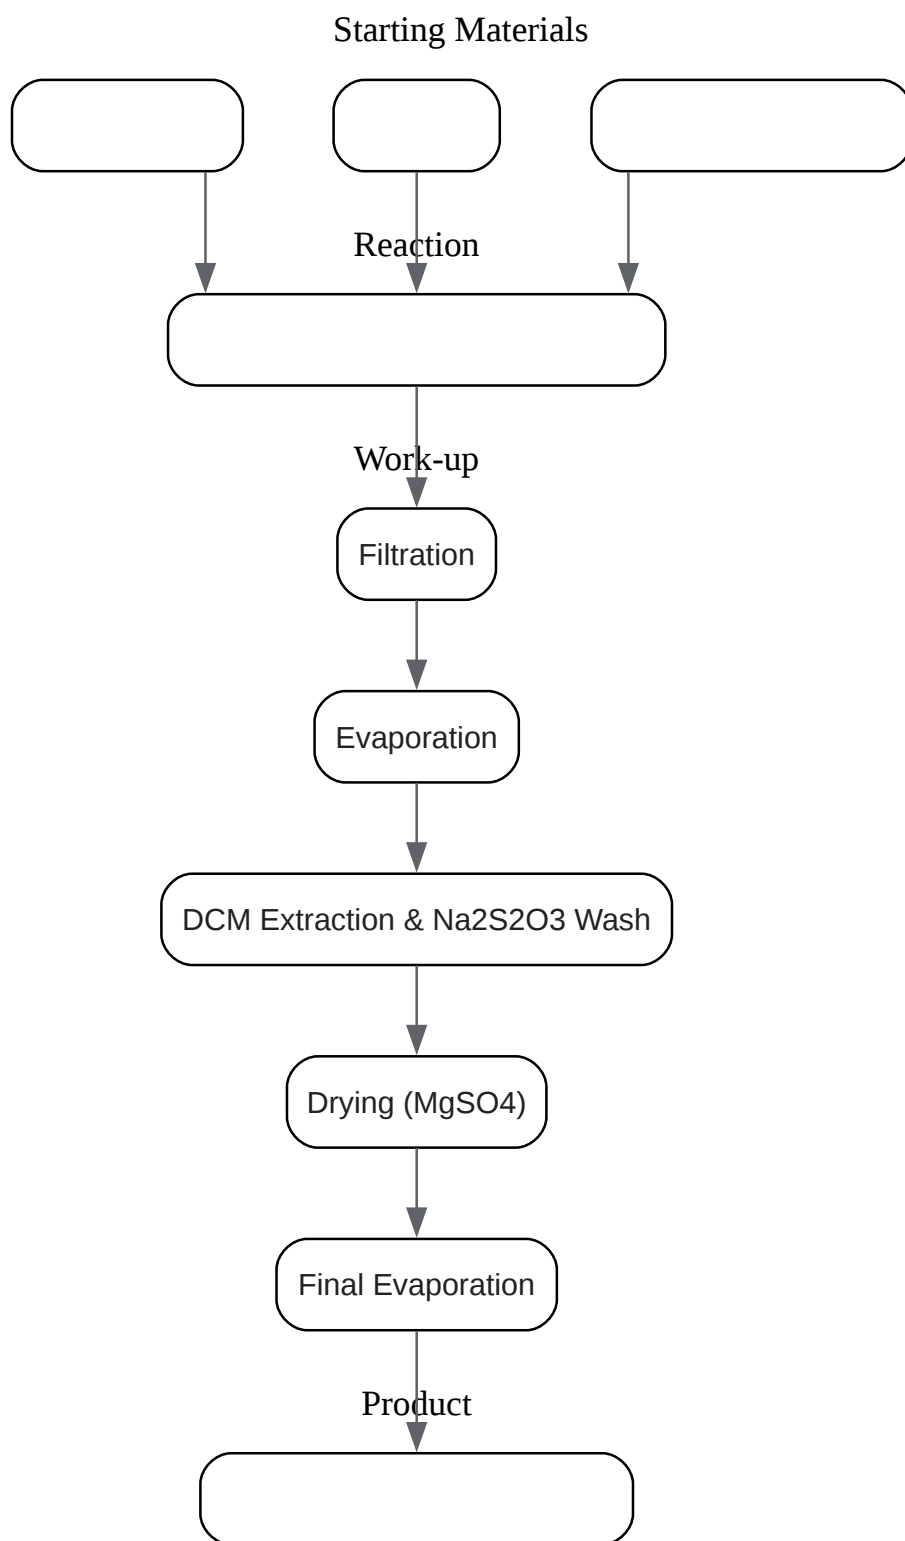 Starting Materials
Reaction
Work-up
Filtration
Evaporation
DCM Extraction & Na2S2O3 Wash
Drying (MgSO4)
Final Evaporation
Product